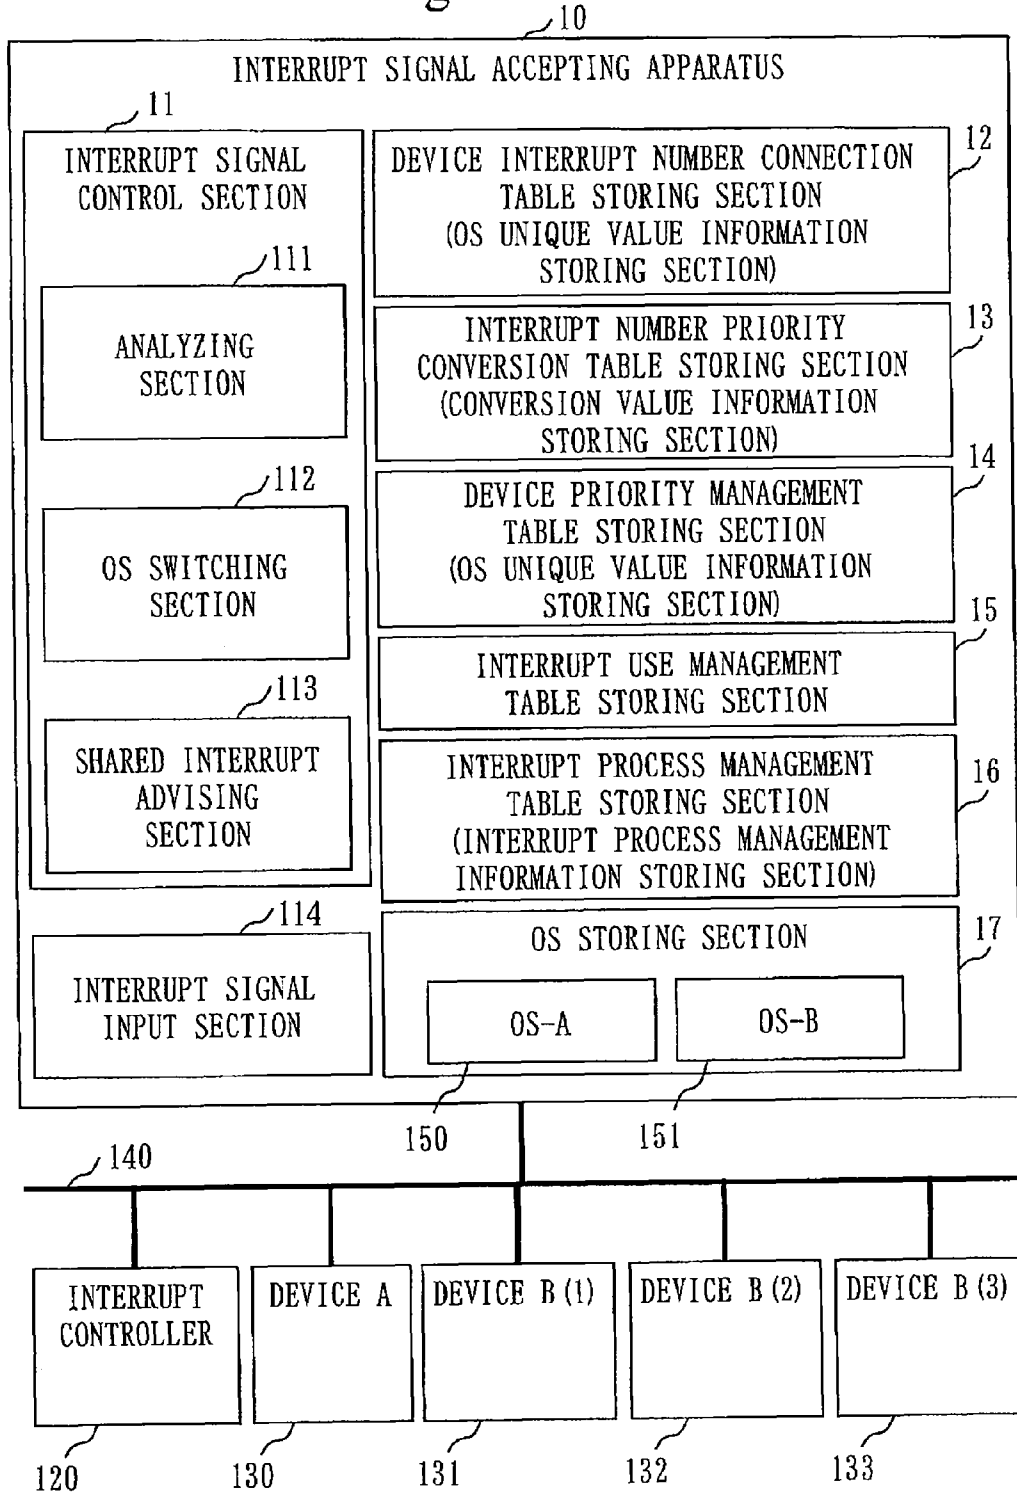 g
10
INTERRUPT SIGNAL ACCEPTING APPARATUS
11
INTERRUPT SIGNAL
CONTROL SECTION
111
ANALYZING
SECTION
112
OS SWITCHING
SECTION
113
SHARED INTERRUPT
ADVISING
SECTION
114
INTERRUPT SIGNAL
INPUT SECTION
12
DEVICE INTERRUPT NUMBER CONNECTION
TABLE STORING SECTION
(OS UNIQUE VALUE INFORMATION
STORING SECTION)
13
INTERRUPT NUMBER PRIORITY
CONVERSION TABLE STORING SECTION
(CONVERSION VALUE INFORMATION
STORING SECTION)
14
DEVICE PRIORITY MANAGEMENT
TABLE STORING SECTION
(OS UNIQUE VALUE INFORMATION
STORING SECTION)
15
INTERRUPT USE MANAGEMENT
TABLE STORING SECTION
16
INTERRUPT PROCESS MANAGEMENT
TABLE STORING SECTION
(INTERRUPT PROCESS MANAGEMENT
INFORMATION STORING SECTION)
17
OS STORING SECTION
OS-A
OS-B
150
151
140
INTERRUPT
CONTROLLER
DEVICE A
DEVICE B(1)
DEVICE B(2)
DEVICE B(3)
120
130
131
132
133